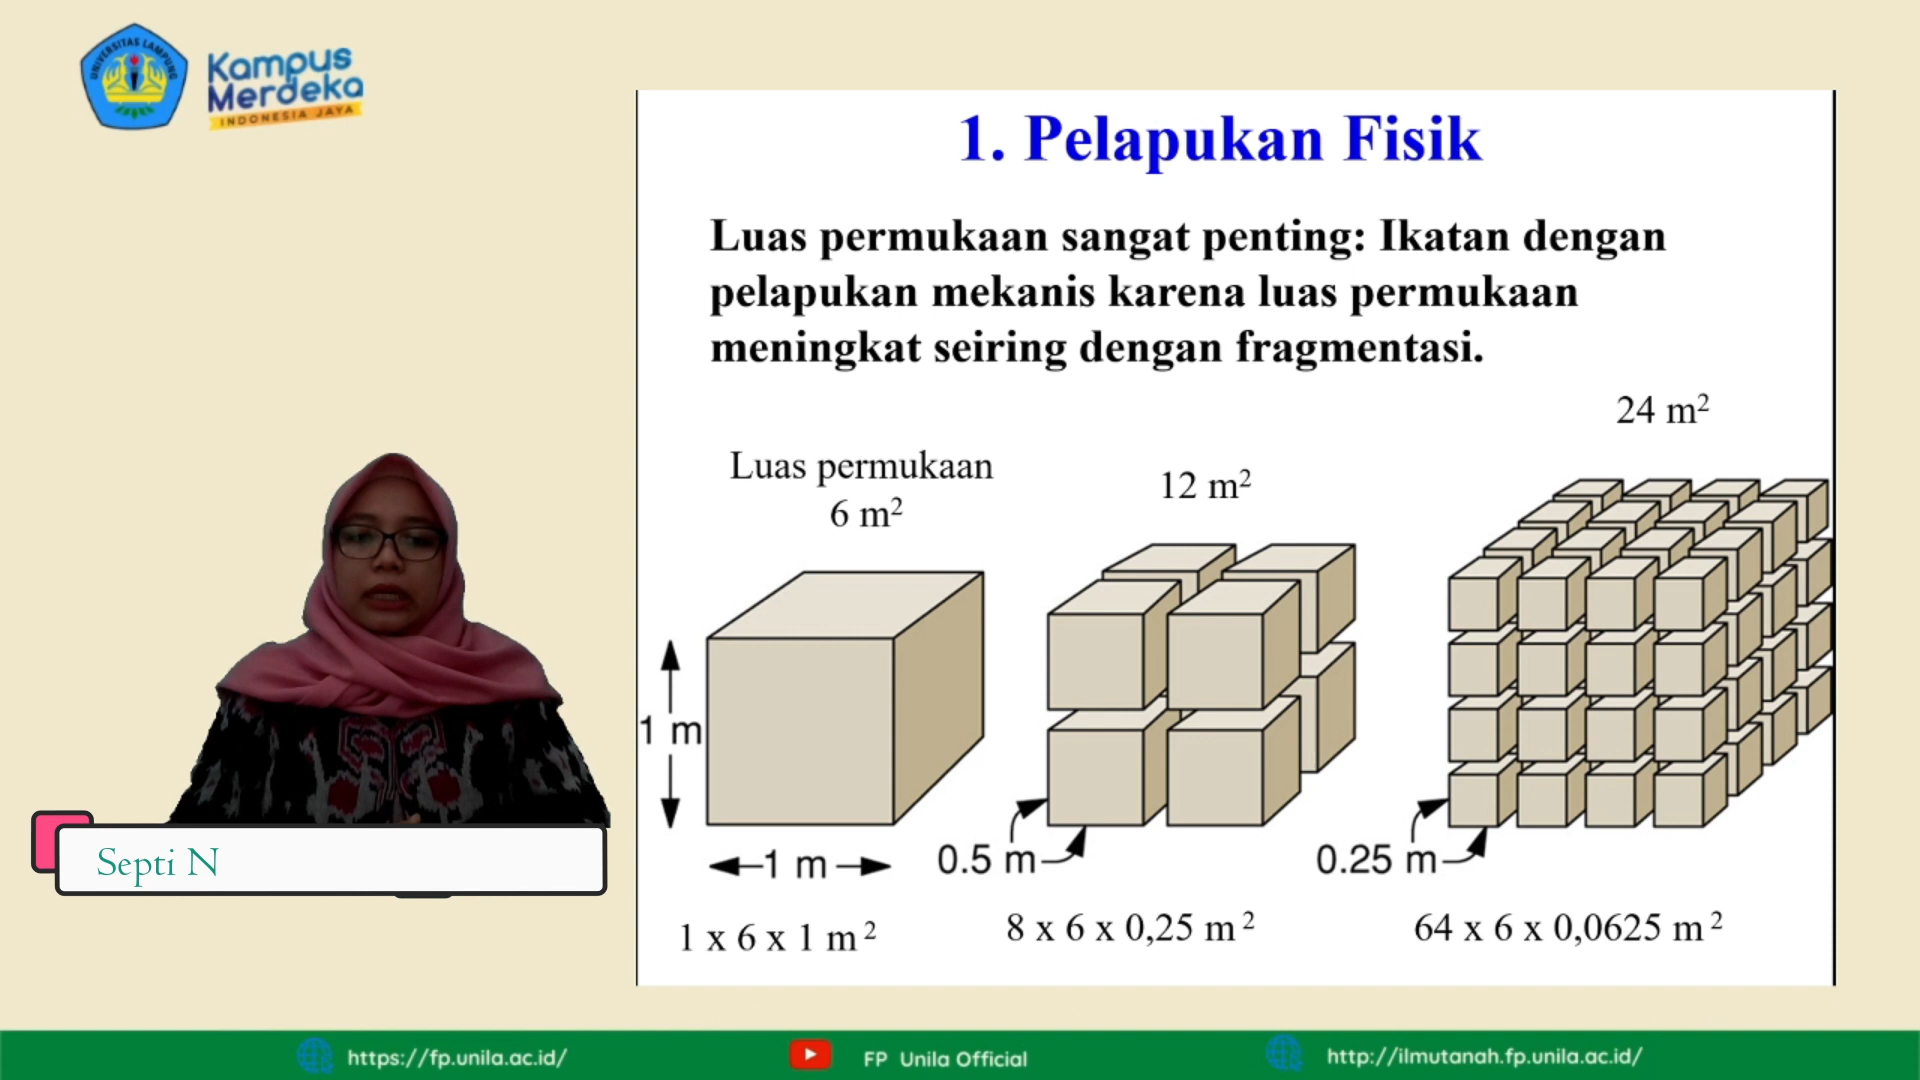 UNIVERSITAS LAMPUNG
Kampus
Merdeka
INDONESIA JAYA
1. Pelapukan Fisik
Luas permukaan sangat penting: Ikatan dengan
pelapukan mekanis karena luas permukaan
meningkat seiring dengan fragmentasi.
24 m²
Luas permukaan
6 m²
12 m²
1 m
1 m
0.5 m
0.25 m
1 x 6 x 1 m²
8 x 6 x 0,25 m²
64 x 6 x 0,0625 m²
Septi N
https://fp.unila.ac.id/
FP Unila Official
http://ilmutanah.fp.unila.ac.id/